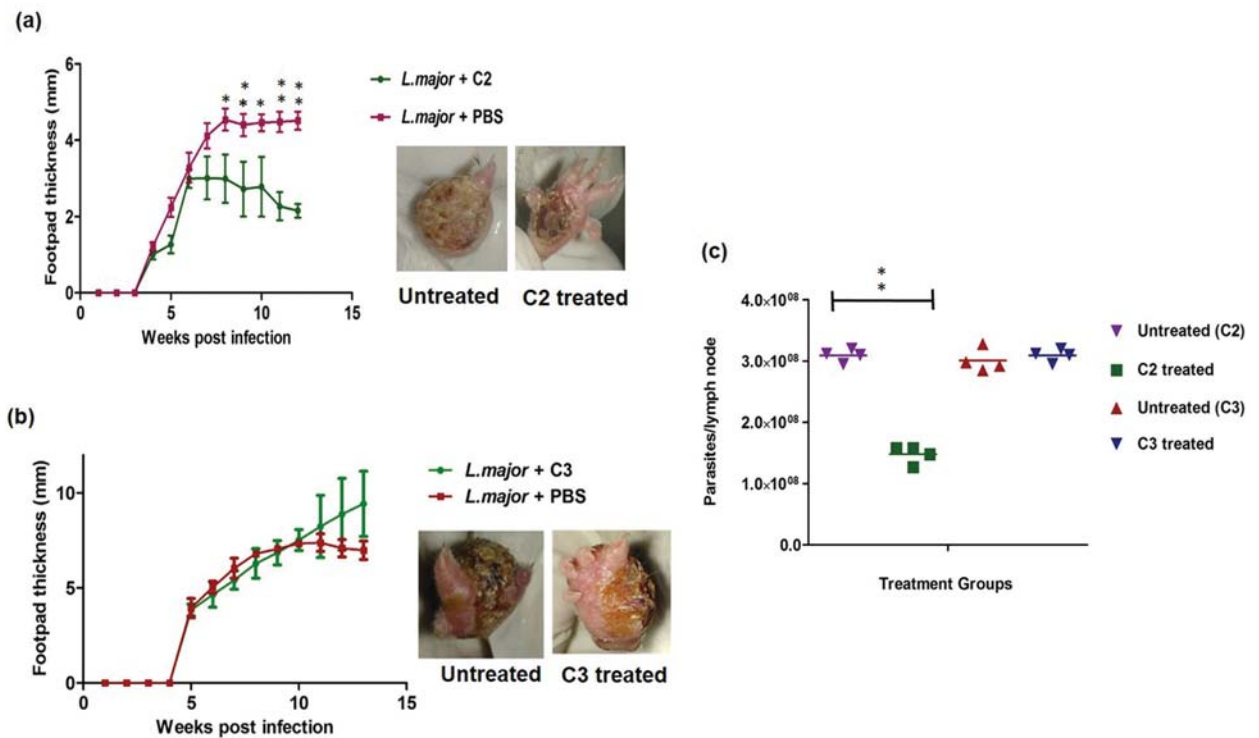 (a)
6
4
2
0
0
5
10
15
Footpad thickness (mm)
Weeks post infection
*
* *
*
* *
* *
L.major + C2
L.major + PBS
Untreated
C2 treated
(b)
10
5
0
0
5
10
15
Footpad thickness (mm)
Weeks post infection
L.major + C3
L.major + PBS
Untreated
C3 treated
(c)
* *
4.0×10⁰⁸
3.0×10⁰⁸
2.0×10⁰⁸
1.0×10⁰⁸
0.0
Parasites/lymph node
Treatment Groups
Untreated (C2)
C2 treated
Untreated (C3)
C3 treated